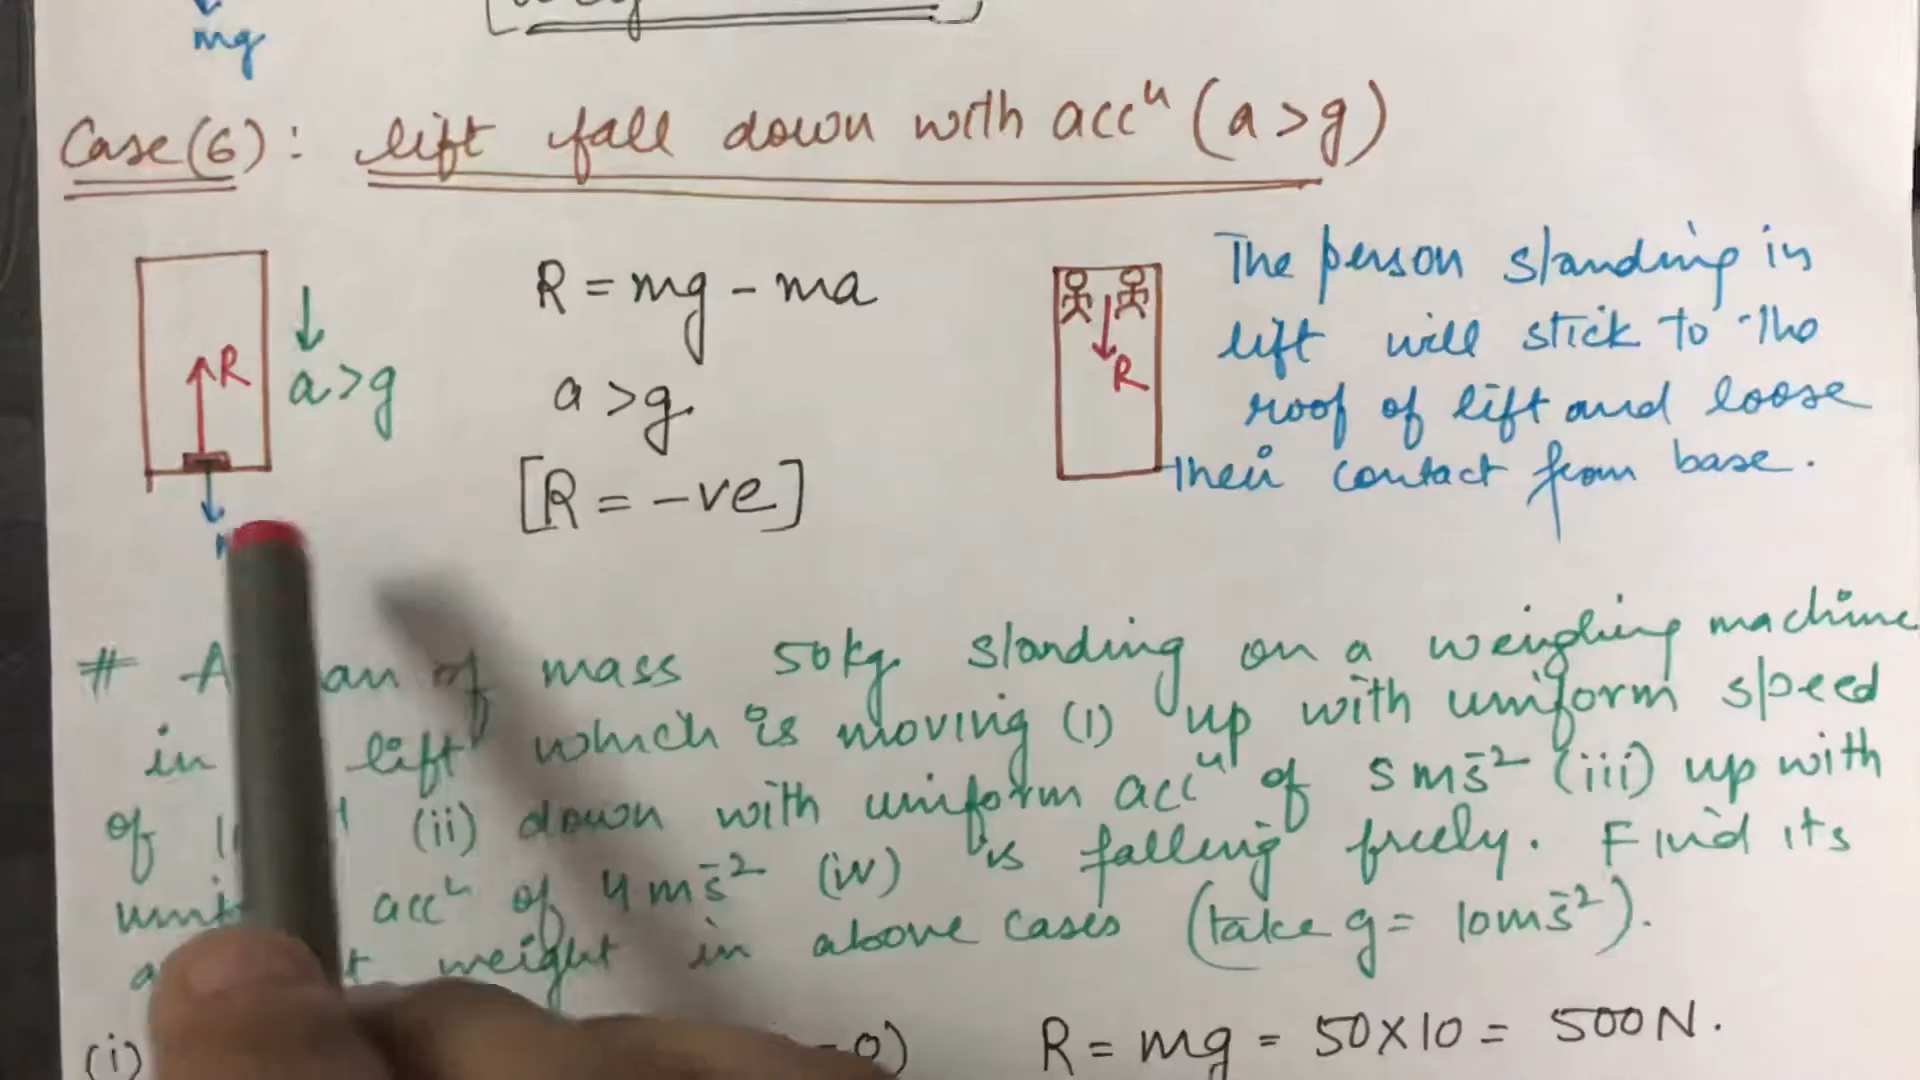 mg
Case(6): lift fall down with accⁿ (a>g)
R
a>g
R = mg - ma
a>g
[R = -ve]
R
The person standing in
lift will stick to the
roof of lift and loose
their contact from base.
# A of mass 50kg standing on a weighing machine
in lift which is moving (i) up with uniform speed
of (ii) down with uniform accⁿ of 5 ms⁻² (iii) up with
accⁿ of 4 ms⁻² (iv) is falling freely. Find its
weight in above cases (take g = 10ms⁻²).
(i) R = mg = 50×10 = 500N.